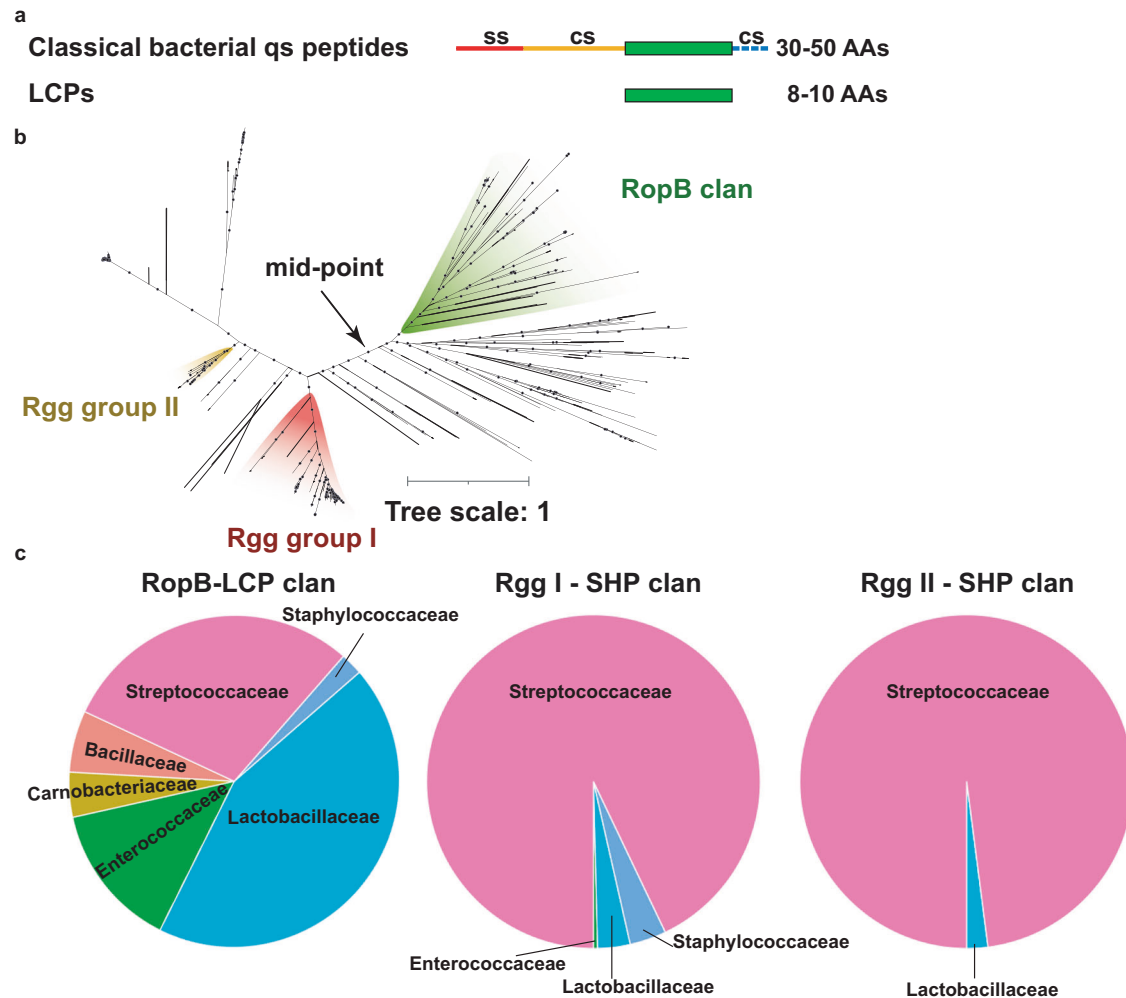 a
ss cs cs
Classical bacterial qs peptides 30-50 AAs
LCPs 8-10 AAs
b
RopB clan
mid-point
Rgg group II
Tree scale: 1
Rgg group I
c
RopB-LCP clan
Staphylococcaceae
Streptococcaceae
Bacillaceae
Carnobacteriaceae
Enterococcaceae
Lactobacillaceae
Rgg I - SHP clan
Streptococcaceae
Staphylococcaceae
Enterococcaceae
Lactobacillaceae
Rgg II - SHP clan
Streptococcaceae
Lactobacillaceae